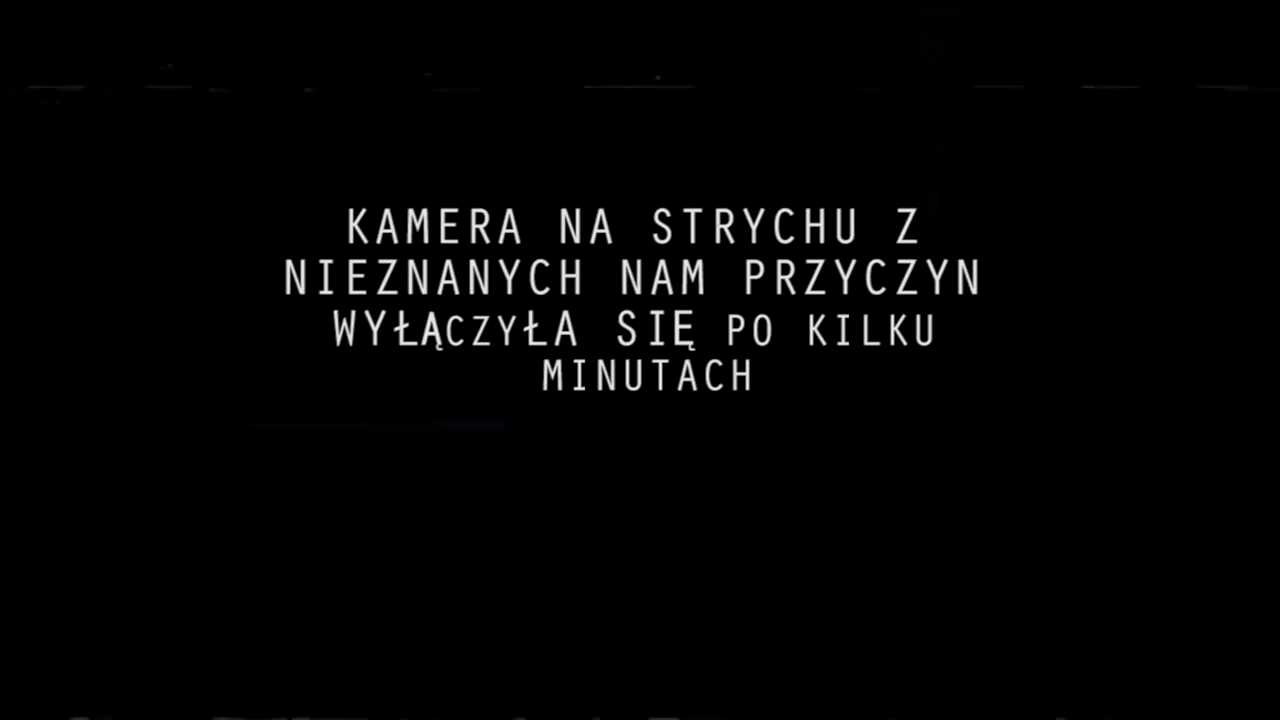 KAMERA NA STRYCHU Z
NIEZNANYCH NAM PRZYCZYN
WYŁĄCZYŁA SIĘ PO KILKU
MINUTACH